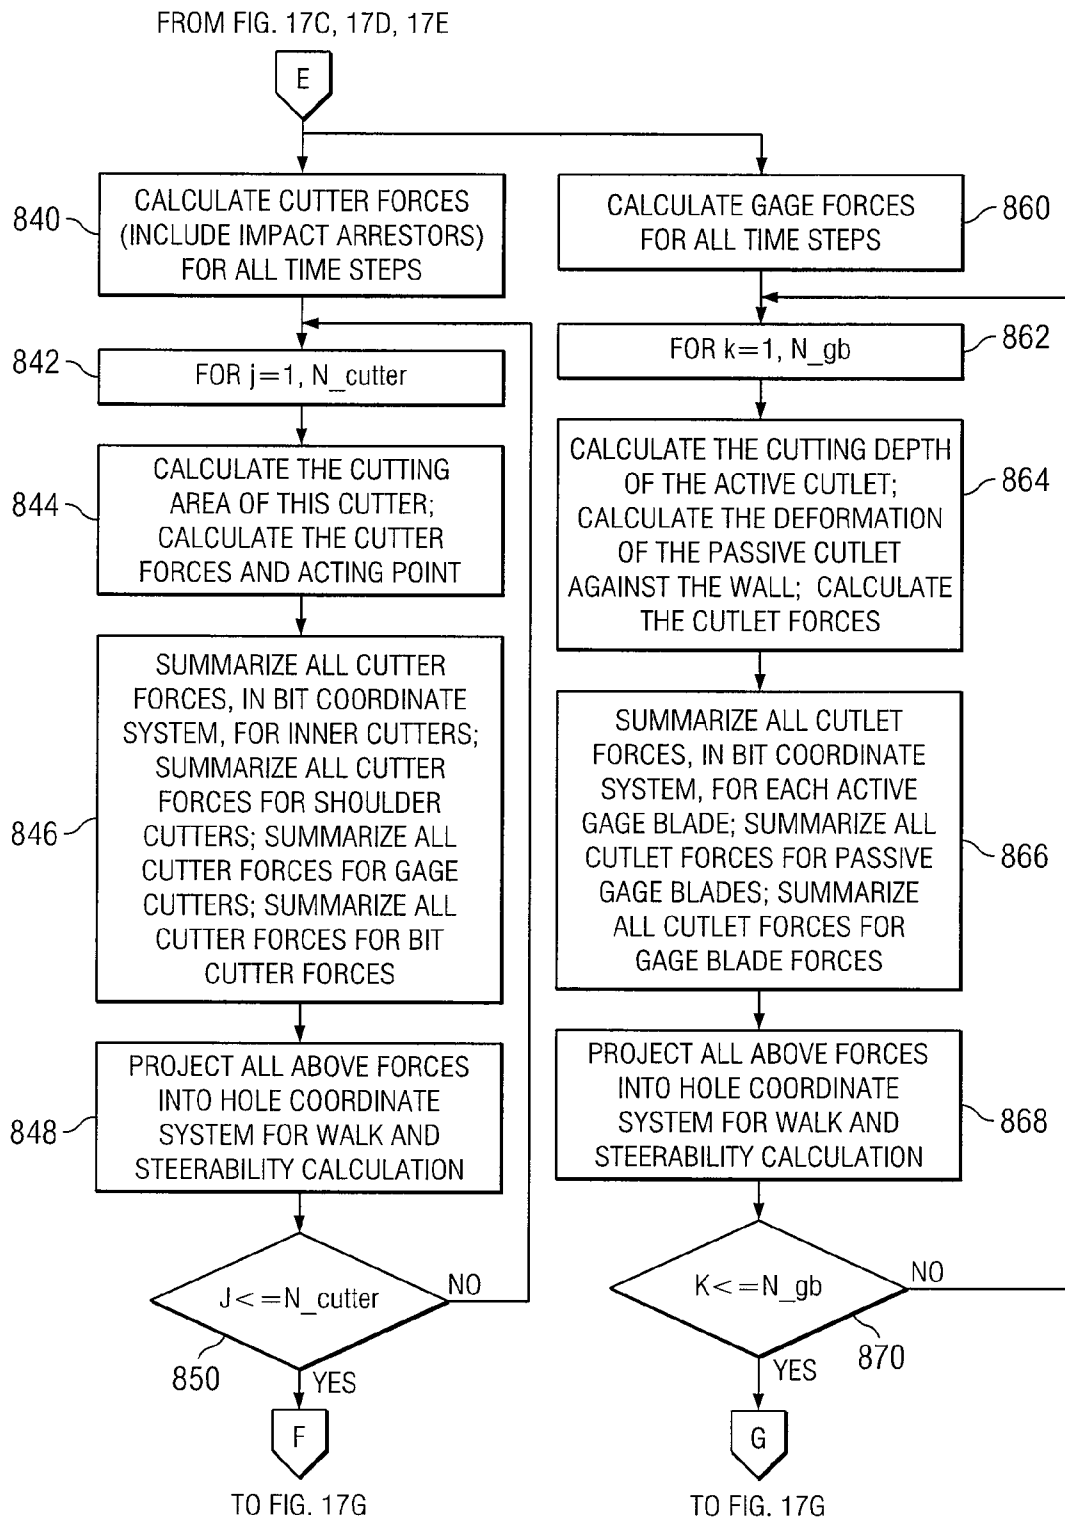 FROM FIG. 17C, 17D, 17E
E
840
CALCULATE CUTTER FORCES
(INCLUDE IMPACT ARRESTORS)
FOR ALL TIME STEPS
842
FOR j=1, N_cutter
844
CALCULATE THE CUTTING
AREA OF THIS CUTTER;
CALCULATE THE CUTTER
FORCES AND ACTING POINT
846
SUMMARIZE ALL CUTTER
FORCES, IN BIT COORDINATE
SYSTEM, FOR INNER CUTTERS;
SUMMARIZE ALL CUTTER
FORCES FOR SHOULDER
CUTTERS; SUMMARIZE ALL
CUTTER FORCES FOR GAGE
CUTTERS; SUMMARIZE ALL
CUTTER FORCES FOR BIT
CUTTER FORCES
848
PROJECT ALL ABOVE FORCES
INTO HOLE COORDINATE
SYSTEM FOR WALK AND
STEERABILITY CALCULATION
J<=N_cutter
NO
850
YES
F
TO FIG. 17G
CALCULATE GAGE FORCES
FOR ALL TIME STEPS
860
FOR k=1, N_gb
862
CALCULATE THE CUTTING DEPTH
OF THE ACTIVE CUTLET;
CALCULATE THE DEFORMATION
OF THE PASSIVE CUTLET
AGAINST THE WALL; CALCULATE
THE CUTLET FORCES
864
SUMMARIZE ALL CUTLET
FORCES, IN BIT COORDINATE
SYSTEM, FOR EACH ACTIVE
GAGE BLADE; SUMMARIZE ALL
CUTLET FORCES FOR PASSIVE
GAGE BLADES; SUMMARIZE
ALL CUTLET FORCES FOR
GAGE BLADE FORCES
866
PROJECT ALL ABOVE FORCES
INTO HOLE COORDINATE
SYSTEM FOR WALK AND
STEERABILITY CALCULATION
868
K<=N_gb
NO
870
YES
G
TO FIG. 17G